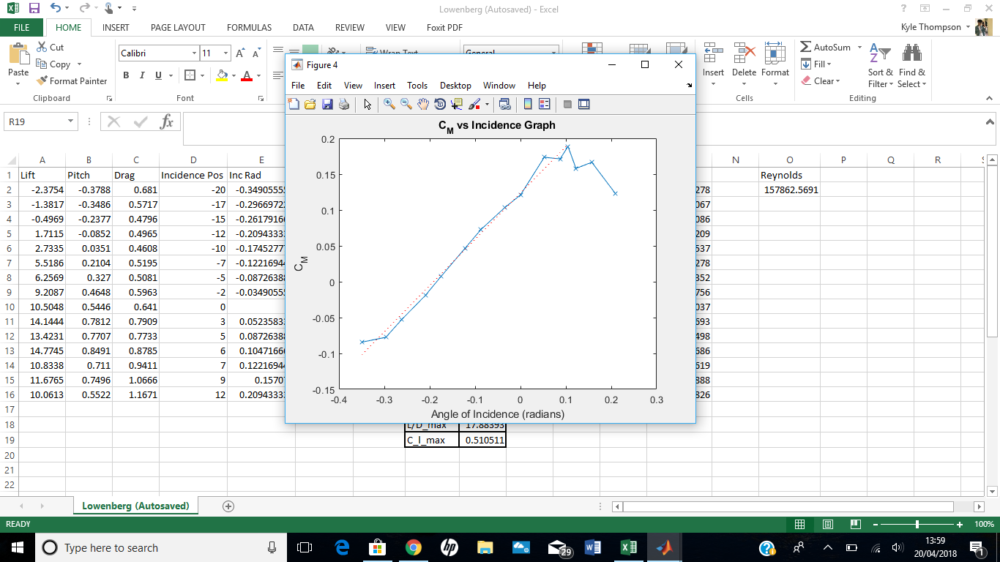 Lowenberg (Autosaved) - Excel
FILE HOME INSERT PAGE LAYOUT FORMULAS DATA REVIEW VIEW Foxit PDF Kyle Thompson
Cut
Copy
Format Painter
Paste
Calibri 11
B I U
Wrap Text
General
Insert Delete Format
AutoSum
Fill
Clear
Sort & Filter
Find & Select
Clipboard Font Cells Editing
R19 fx
Figure 4
File Edit View Insert Tools Desktop Window Help
CM vs Incidence Graph
0.2
0.15
0.1
0.05
0
-0.05
-0.1
-0.15
CM
-0.4 -0.3 -0.2 -0.1 0 0.1 0.2 0.3
Angle of Incidence (radians)
A B C D E N O P Q R S
1 Lift Pitch Drag Incidence Pos Inc Rad Reynolds
2 -2.3754 -0.3788 0.681 -20 -0.34905555 278 157862.5691
3 -1.3817 -0.3486 0.5717 -17 -0.2966972 067
4 -0.4969 -0.2377 0.4796 -15 -0.2617916 086
5 1.7115 -0.0852 0.4965 -12 -0.2094333 209
6 2.7335 0.0351 0.4608 -10 -0.1745277 537
7 5.5186 0.2104 0.5195 -7 -0.1221694 278
8 6.2569 0.327 0.5081 -5 -0.0872638 352
9 9.2087 0.4648 0.5963 -2 -0.0349055 756
10 10.5048 0.5446 0.641 0 037
11 14.1444 0.7812 0.7909 3 0.0523583 693
12 13.4231 0.7707 0.7733 5 0.0872638 498
13 14.7745 0.8491 0.8785 6 0.1047166 686
14 10.8338 0.711 0.9411 7 0.1221694 619
15 11.6765 0.7496 1.0666 9 0.1570 888
16 10.0613 0.5522 1.1671 12 0.2094333 826
17
18 L/D_max 17.88393
19 C_l_max 0.510511
20
21
22
Lowenberg (Autosaved)
READY 100%
Type here to search
29
13:59
20/04/2018
1